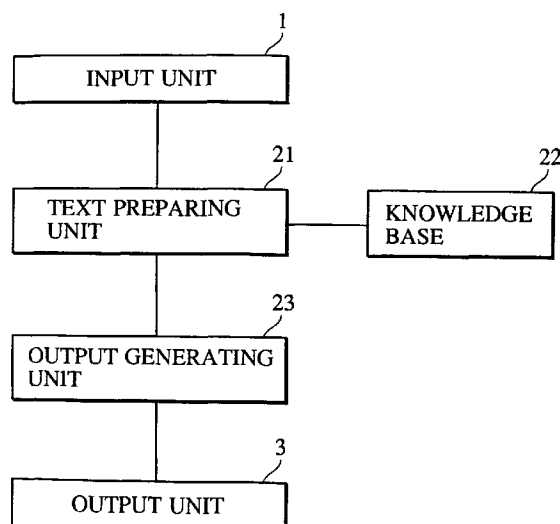 1
INPUT UNIT
21
TEXT PREPARING
UNIT
22
KNOWLEDGE
BASE
23
OUTPUT GENERATING
UNIT
3
OUTPUT UNIT